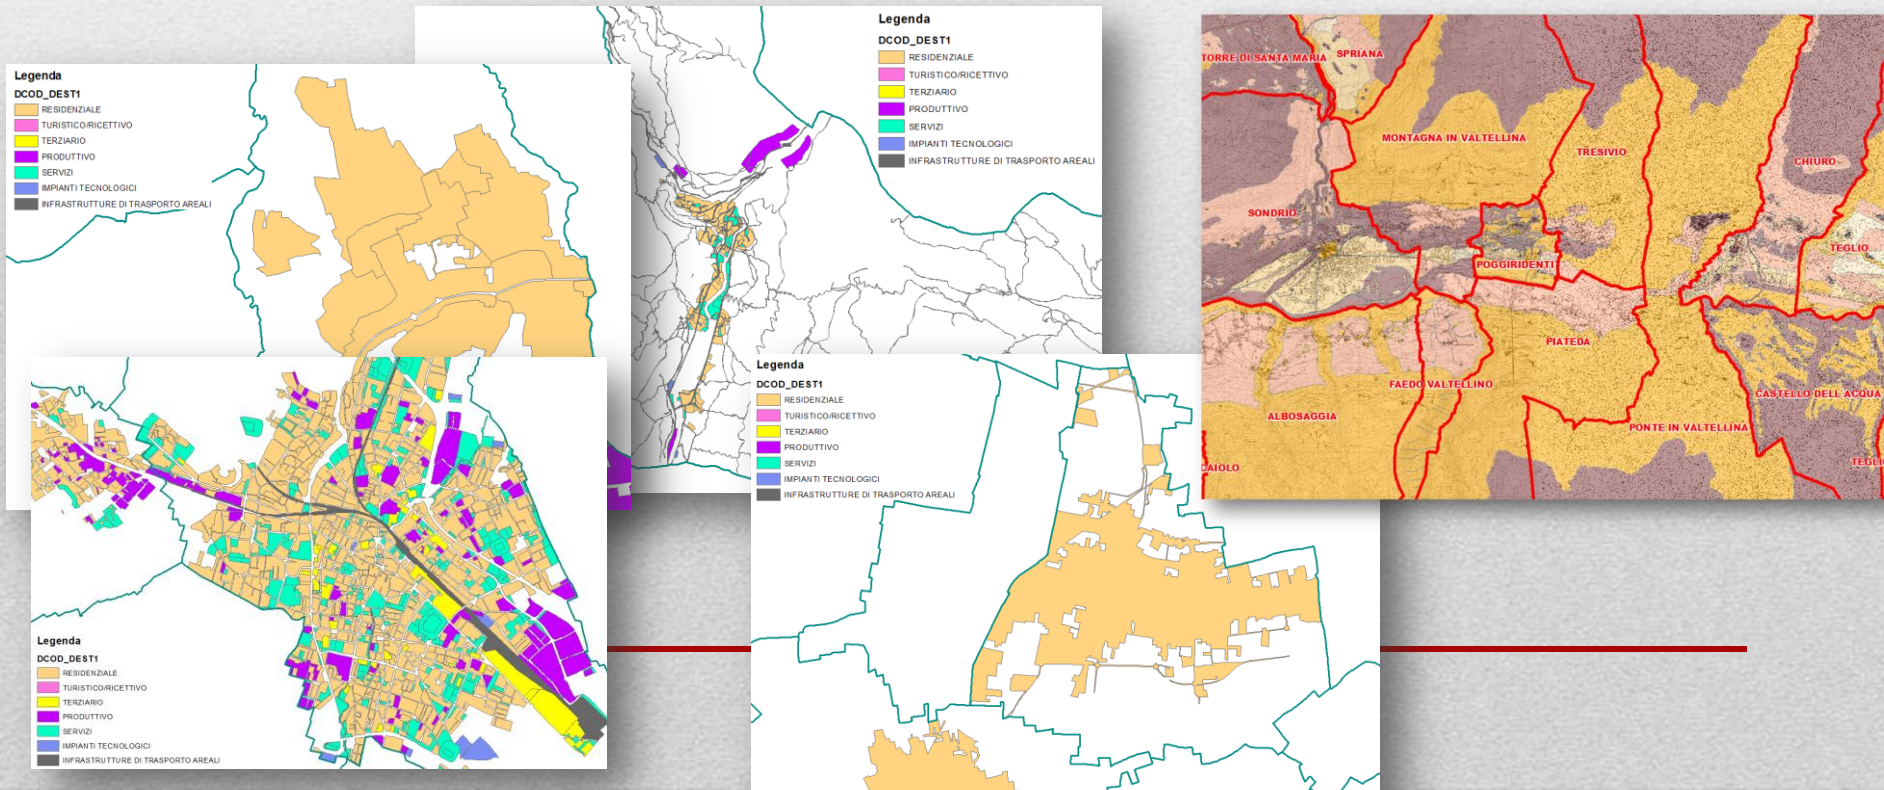 Legenda
DCOD_DEST1
RESIDENZIALE
TURISTICO/RICETTIVO
TERZIARIO
PRODUTTIVO
SERVIZI
IMPIANTI TECNOLOGICI
INFRASTRUTTURE DI TRASPORTO AREALI
Legenda
DCOD_DEST1
RESIDENZIALE
TURISTICO/RICETTIVO
TERZIARIO
PRODUTTIVO
SERVIZI
IMPIANTI TECNOLOGICI
INFRASTRUTTURE DI TRASPORTO AREALI
TORRE DI SANTA MARIA
SPRIANA
MONTAGNA IN VALTELLINA
TRESIVIO
CHIURO
SONDRIO
TEGLIO
POGGIRIDENTI
PIATEDA
FAEDO VALTELLINO
CASTELLO DELL'ACQUA
ALBOSAGGIA
PONTE IN VALTELLINA
CAIOLO
TEGLI
Legenda
DCOD_DEST1
RESIDENZIALE
TURISTICO/RICETTIVO
TERZIARIO
PRODUTTIVO
SERVIZI
IMPIANTI TECNOLOGICI
INFRASTRUTTURE DI TRASPORTO AREALI
Legenda
DCOD_DEST1
RESIDENZIALE
TURISTICO/RICETTIVO
TERZIARIO
PRODUTTIVO
SERVIZI
IMPIANTI TECNOLOGICI
INFRASTRUTTURE DI TRASPORTO AREALI